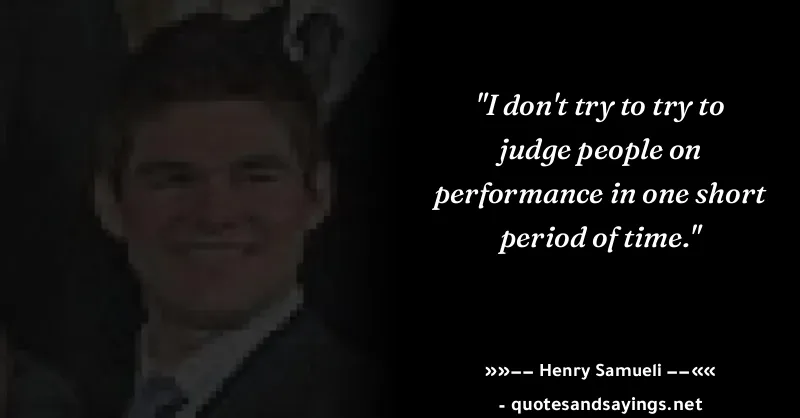 "I don't try to try to
judge people on
performance in one short
period of time."
»»–– Henry Samueli ––««
- quotesandsayings.net